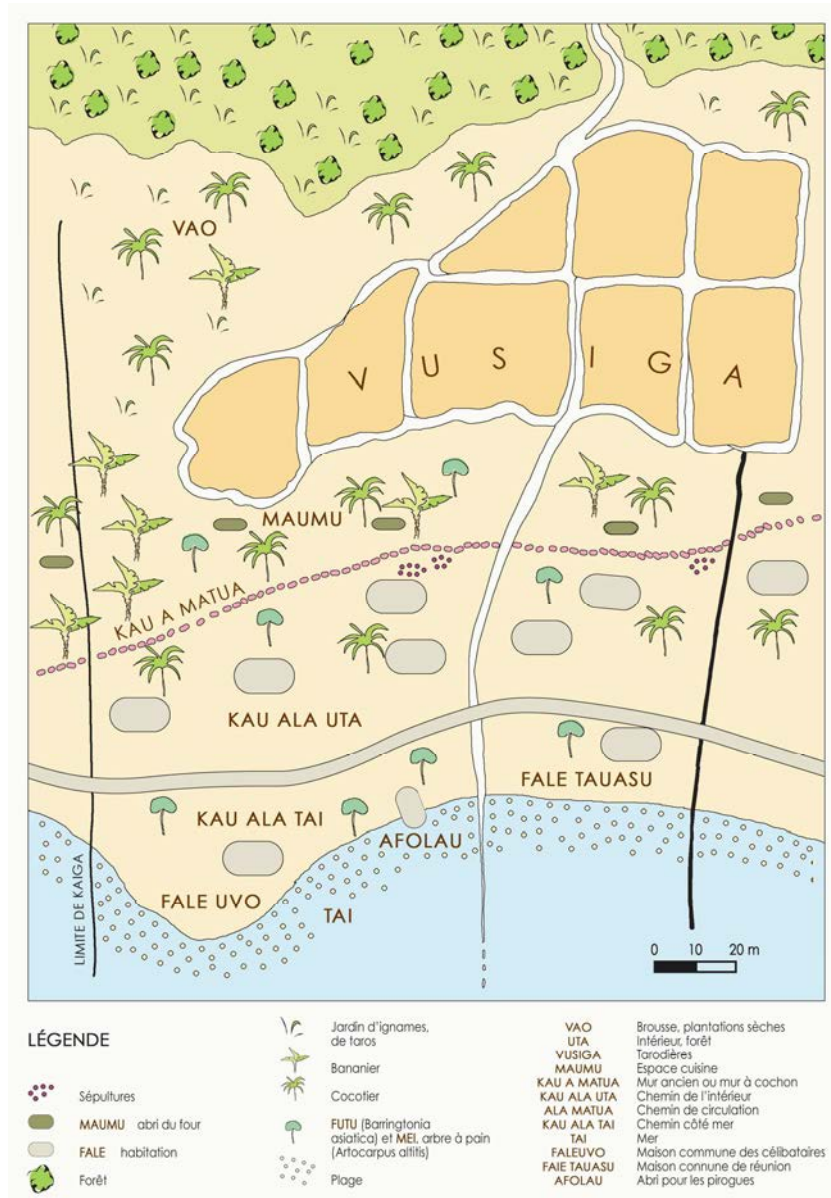 VAO
V U S I G A
MAUMU
KAU A MATUA
KAU ALA UTA
FALE TAUASU
KAU ALA TAI
AFOLAU
FALE UVO
TAI
LIMITE DE KAIGA
0 10 20 m
LÉGENDE
Sépultures
MAUMU abri du four
FALE habitation
Forêt
Jardin d'ignames,
de taros
Bananier
Cocotier
FUTU (Barringtonia
asiatica) et MEI, arbre à pain
(Artocarpus altitis)
Plage
VAO Brousse, plantations sèches
UTA Intérieur, forêt
VUSIGA Tarodières
MAUMU Espace cuisine
KAU A MATUA Mur ancien ou mur à cochon
KAU ALA UTA Chemin de l'intérieur
ALA MATUA Chemin de circulation
KAU ALA TAI Chemin côté mer
TAI Mer
FALEUVO Maison commune des célibataires
FAIE TAUASU Maison connune de réunion
AFOLAU Abri pour les pirogues